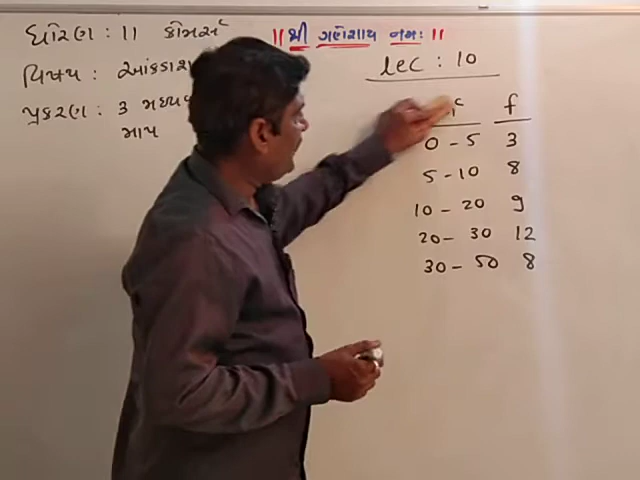 ધોરણ : 11 કોમર્સ
॥ શ્રી ગણેશાય નમઃ ॥
વિષય : આંકડાશા
પ્રકરણ : 3 મધ્યવ
માપ
Lec : 10
f
0 - 5 3
5 - 10 8
10 - 20 9
20 - 30 12
30 - 50 8